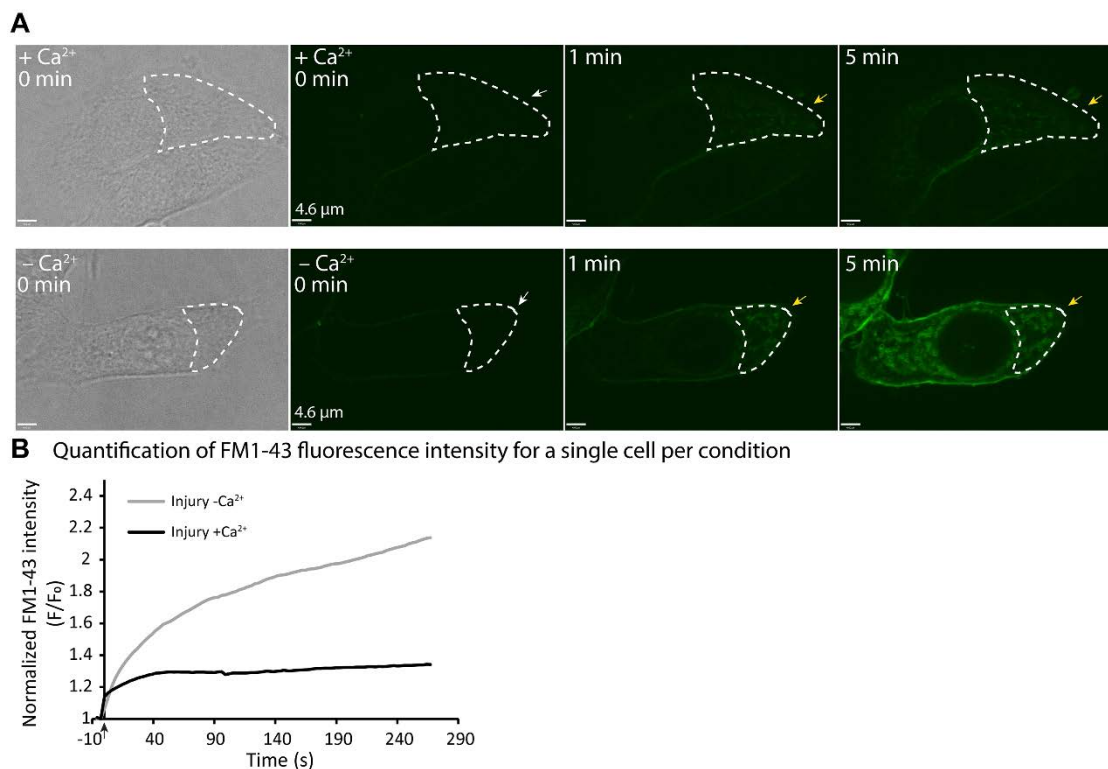 A
+ Ca²⁺
0 min
+ Ca²⁺
0 min
4.6 µm
1 min
5 min
– Ca²⁺
0 min
– Ca²⁺
0 min
4.6 µm
1 min
5 min
B Quantification of FM1-43 fluorescence intensity for a single cell per condition
Normalized FM1-43 intensity
(F/F₀)
2.4
2.2
2
1.8
1.6
1.4
1.2
1
Injury -Ca²⁺
Injury +Ca²⁺
-10 40 90 140 190 240 290
Time (s)